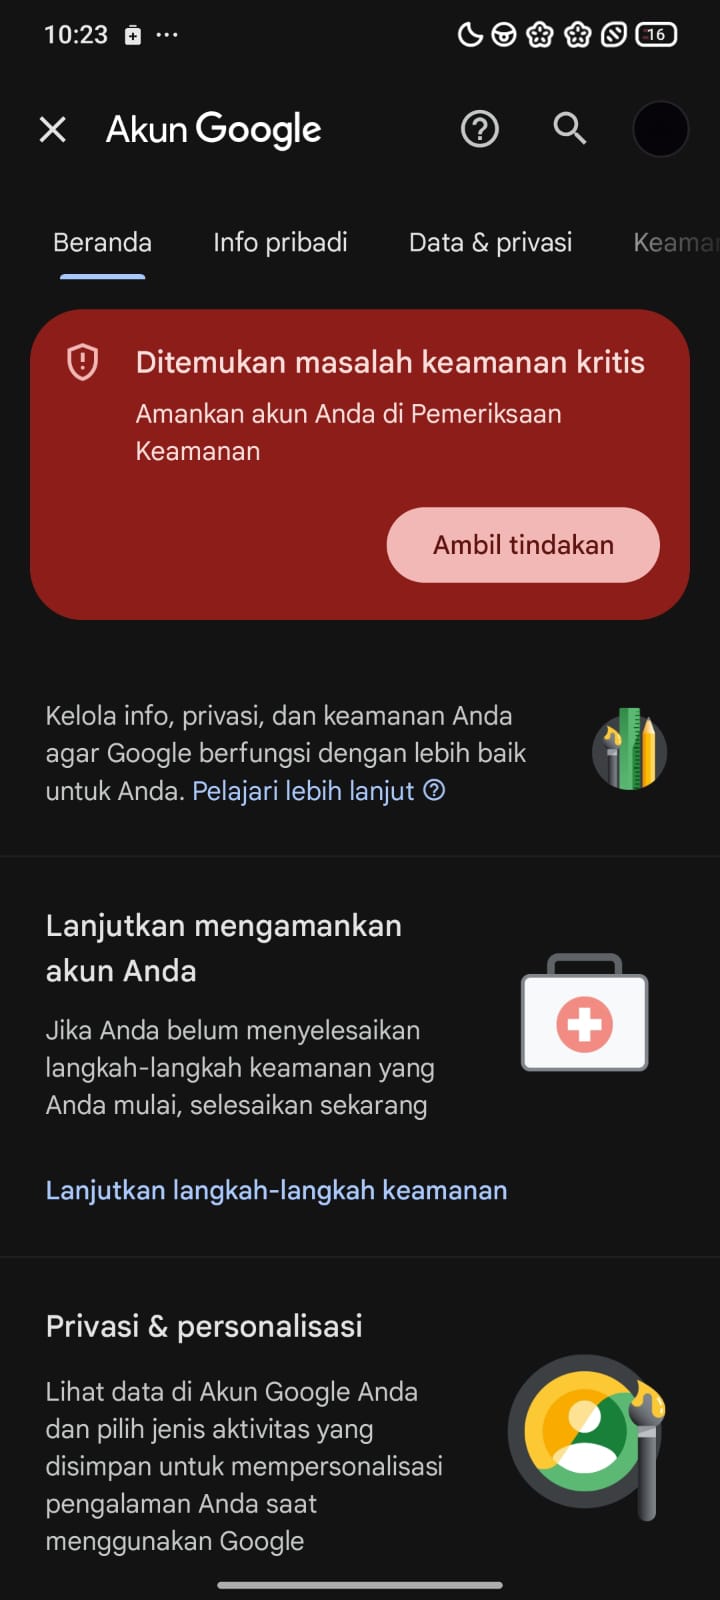 10:23
16
Akun Google
Beranda Info pribadi Data & privasi Keama
Ditemukan masalah keamanan kritis
Amankan akun Anda di Pemeriksaan
Keamanan
Ambil tindakan
Kelola info, privasi, dan keamanan Anda
agar Google berfungsi dengan lebih baik
untuk Anda. Pelajari lebih lanjut
Lanjutkan mengamankan
akun Anda
Jika Anda belum menyelesaikan
langkah-langkah keamanan yang
Anda mulai, selesaikan sekarang
Lanjutkan langkah-langkah keamanan
Privasi & personalisasi
Lihat data di Akun Google Anda
dan pilih jenis aktivitas yang
disimpan untuk mempersonalisasi
pengalaman Anda saat
menggunakan Google